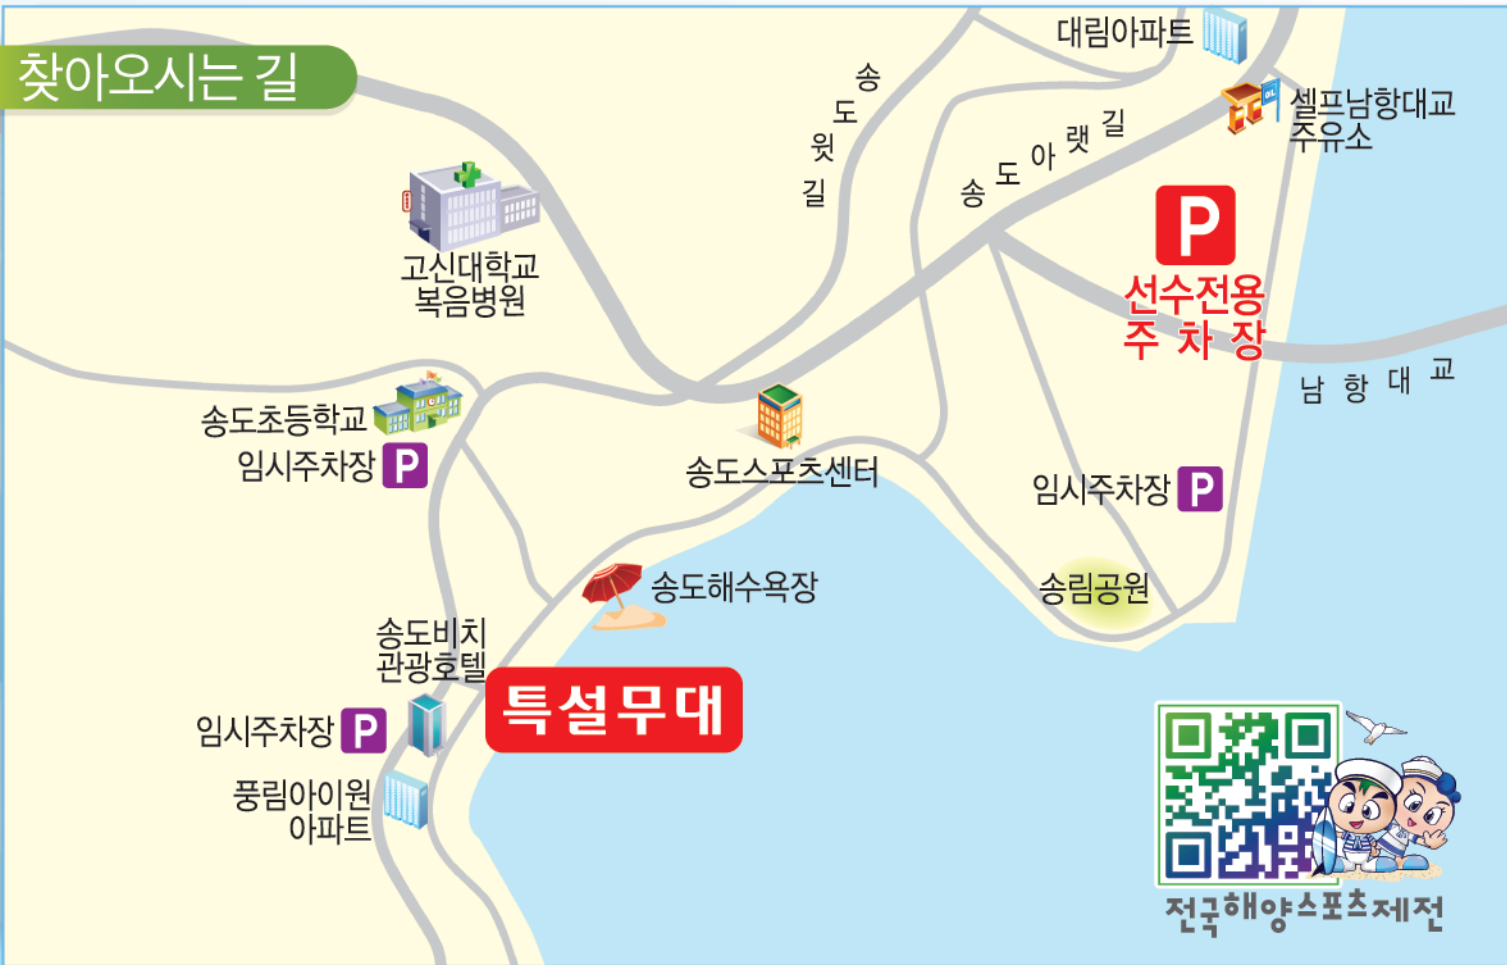 찾아오시는 길
대림아파트
셀프남항대교
주유소
송도윗길
송도아랫길
P
선수전용
주차장
고신대학교
복음병원
남항대교
송도초등학교
임시주차장 P
송도스포츠센터
임시주차장 P
송도해수욕장
송림공원
송도비치
관광호텔
특설무대
임시주차장 P
풍림아이원
아파트
OIL
전국해양스포츠제전